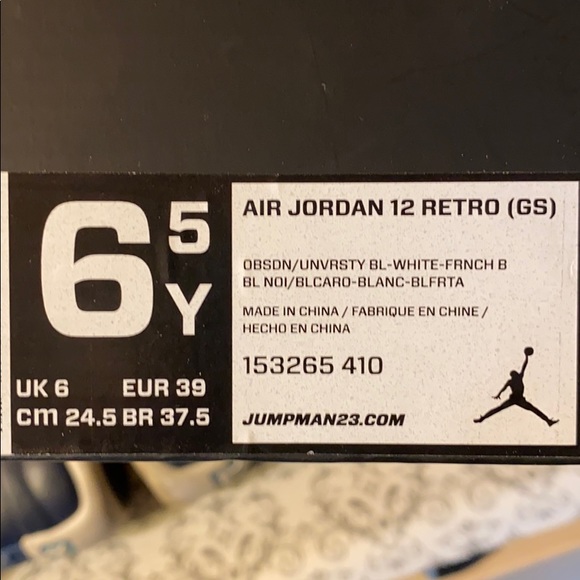 6 5 Y
UK 6 EUR 39
cm 24.5 BR 37.5
AIR JORDAN 12 RETRO (GS)
OBSDN/UNVRSTY BL-WHITE-FRNCH B
BL NOI/BLCARO-BLANC-BLFRTA
MADE IN CHINA / FABRIQUE EN CHINE /
HECHO EN CHINA
153265 410
JUMPMAN23.COM